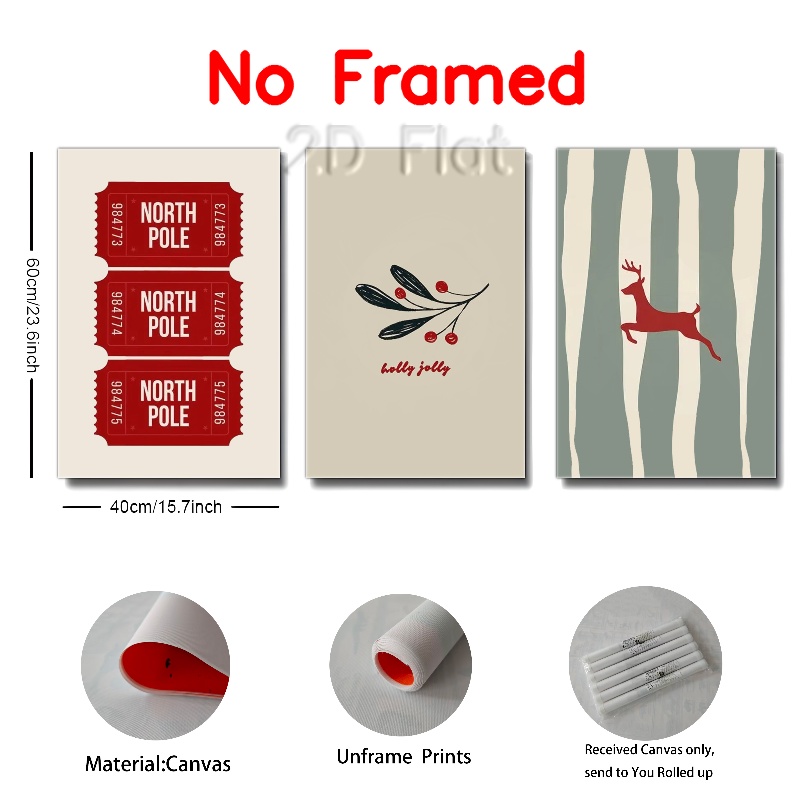 No Framed
2D Flat
60cm/23.6inch
984773
NORTH
POLE
984773
984774
NORTH
POLE
984774
984775
NORTH
POLE
984775
holly jolly
40cm/15.7inch
Material:Canvas
Unframe Prints
Received Canvas only,
send to You Rolled up